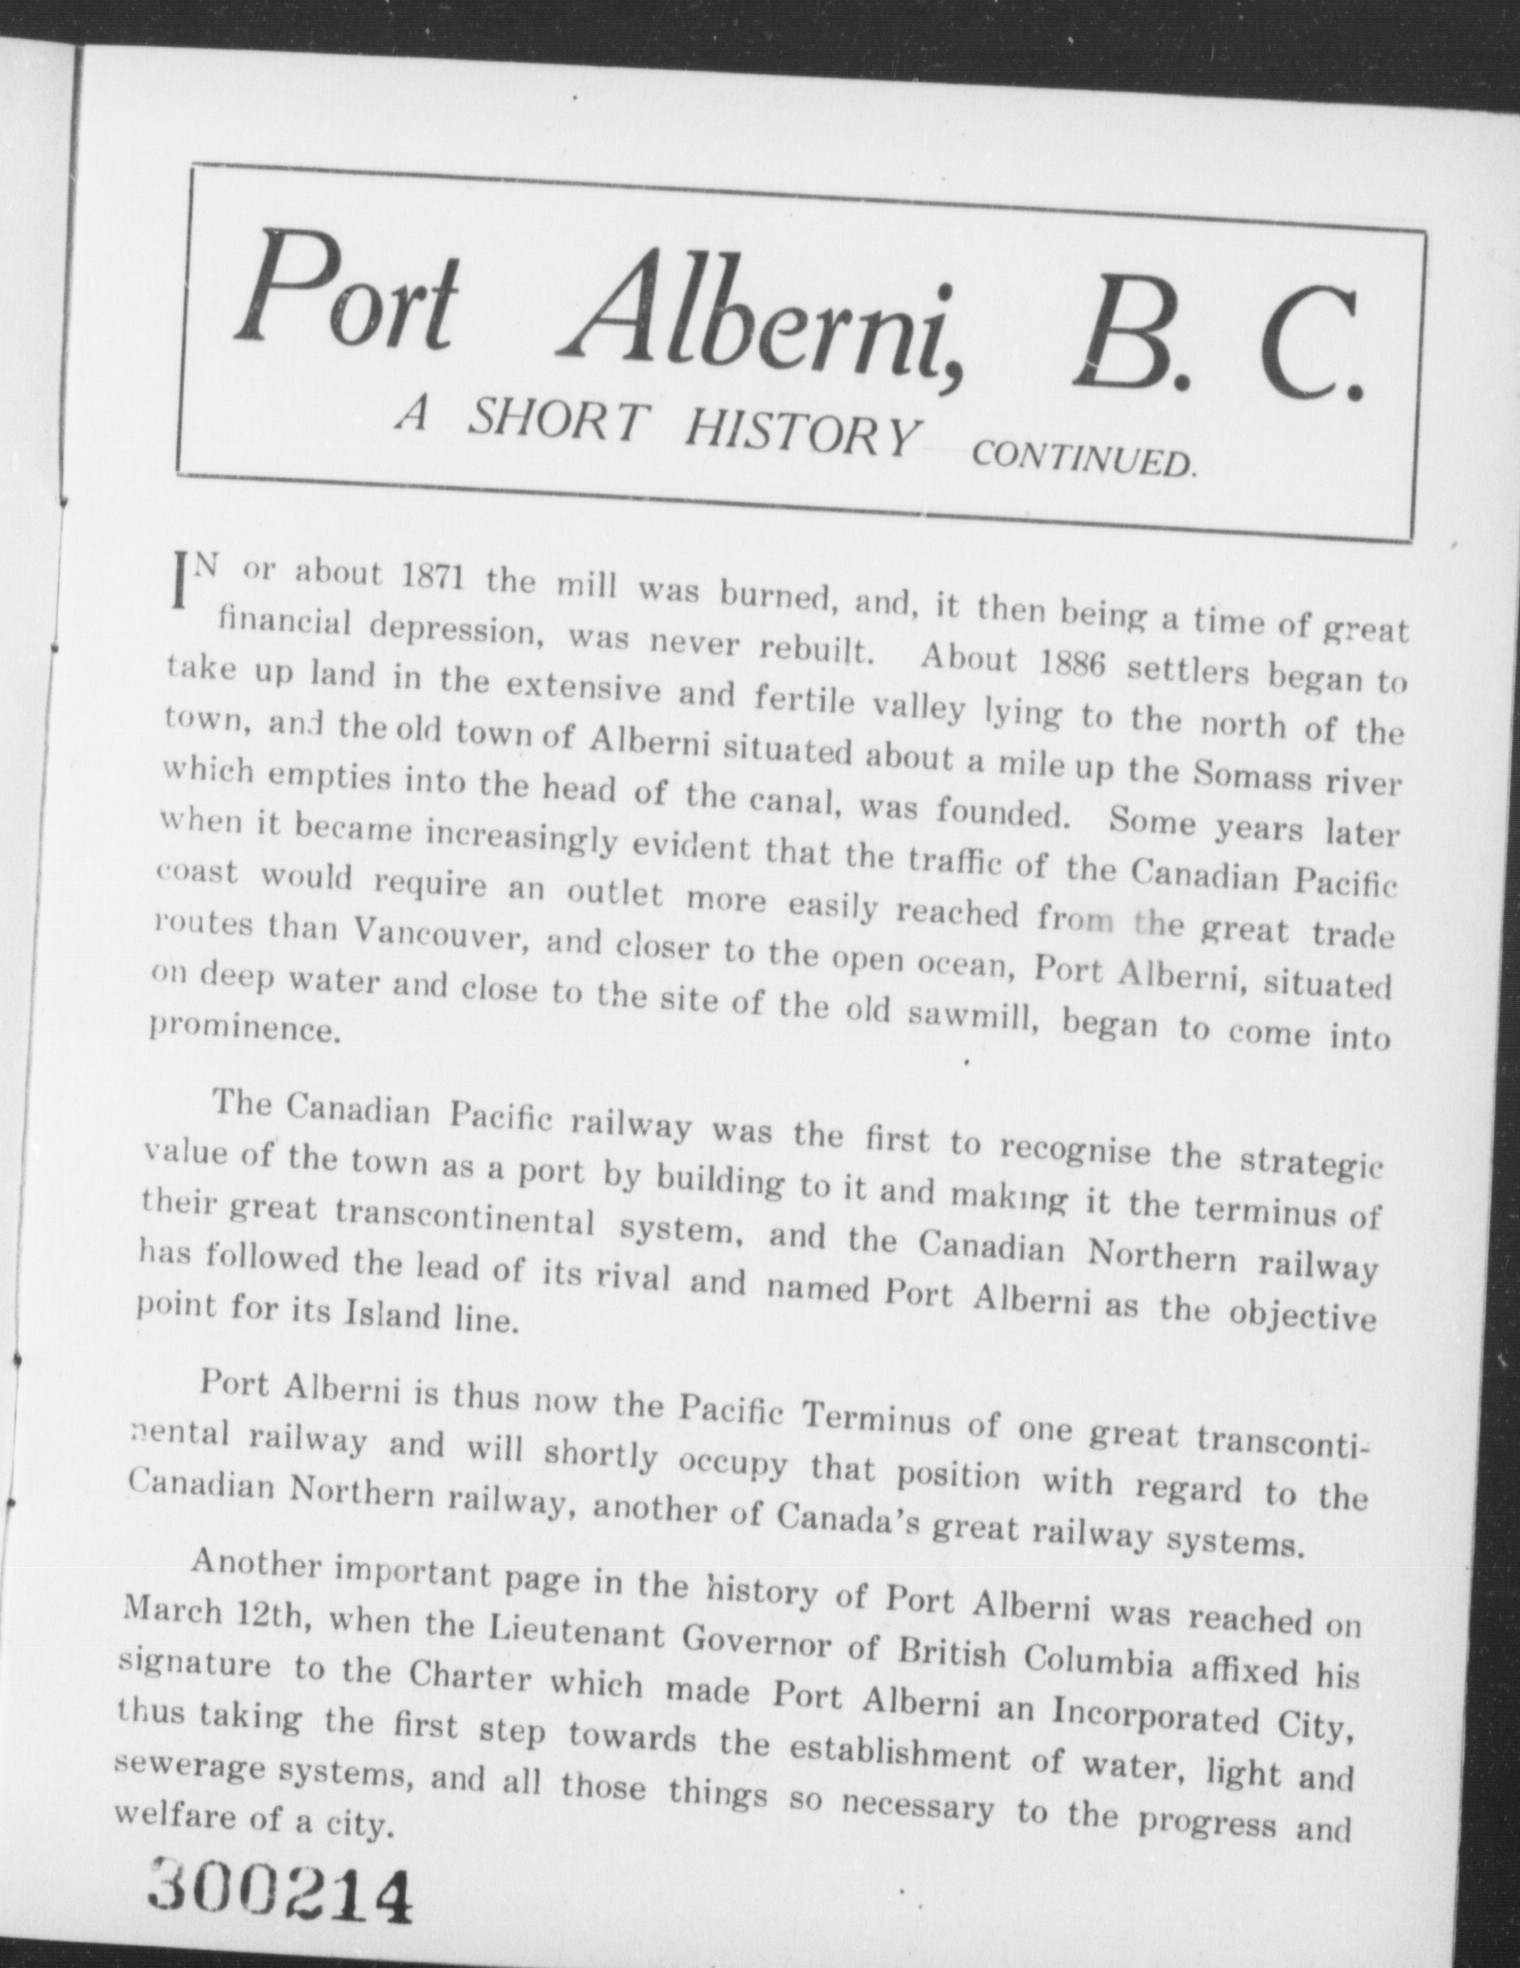 Port Alberni, B. C.
A SHORT HISTORY CONTINUED.
IN or about 1871 the mill was burned, and, it then being a time of great
financial depression, was never rebuilt. About 1886 settlers began to
take up land in the extensive and fertile valley lying to the north of the
town, and the old town of Alberni situated about a mile up the Somass river
which empties into the head of the canal, was founded. Some years later
when it became increasingly evident that the traffic of the Canadian Pacific
coast would require an outlet more easily reached from the great trade
routes than Vancouver, and closer to the open ocean, Port Alberni, situated
on deep water and close to the site of the old sawmill, began to come into
prominence.
The Canadian Pacific railway was the first to recognise the strategic
value of the town as a port by building to it and making it the terminus of
their great transcontinental system, and the Canadian Northern railway
has followed the lead of its rival and named Port Alberni as the objective
point for its Island line.
Port Alberni is thus now the Pacific Terminus of one great transconti-
nental railway and will shortly occupy that position with regard to the
Canadian Northern railway, another of Canada's great railway systems.
Another important page in the history of Port Alberni was reached on
March 12th, when the Lieutenant Governor of British Columbia affixed his
signature to the Charter which made Port Alberni an Incorporated City,
thus taking the first step towards the establishment of water, light and
sewerage systems, and all those things so necessary to the progress and
welfare of a city.
300214